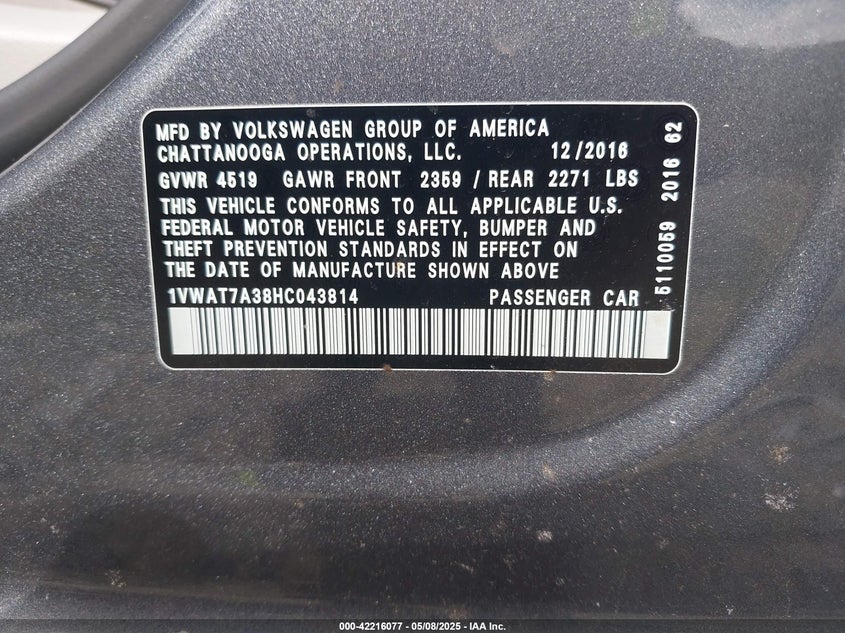 MFD BY VOLKSWAGEN GROUP OF AMERICA
CHATTANOOGA OPERATIONS, LLC. 12/2016
GVWR 4519 GAWR FRONT 2359 / REAR 2271 LBS
THIS VEHICLE CONFORMS TO ALL APPLICABLE U.S.
FEDERAL MOTOR VEHICLE SAFETY, BUMPER AND
THEFT PREVENTION STANDARDS IN EFFECT ON
THE DATE OF MANUFACTURE SHOWN ABOVE
1VWAT7A38HC043814 PASSENGER CAR
5110059 2016 62
000-42216077 — 05/08/2025 — IAA Inc.